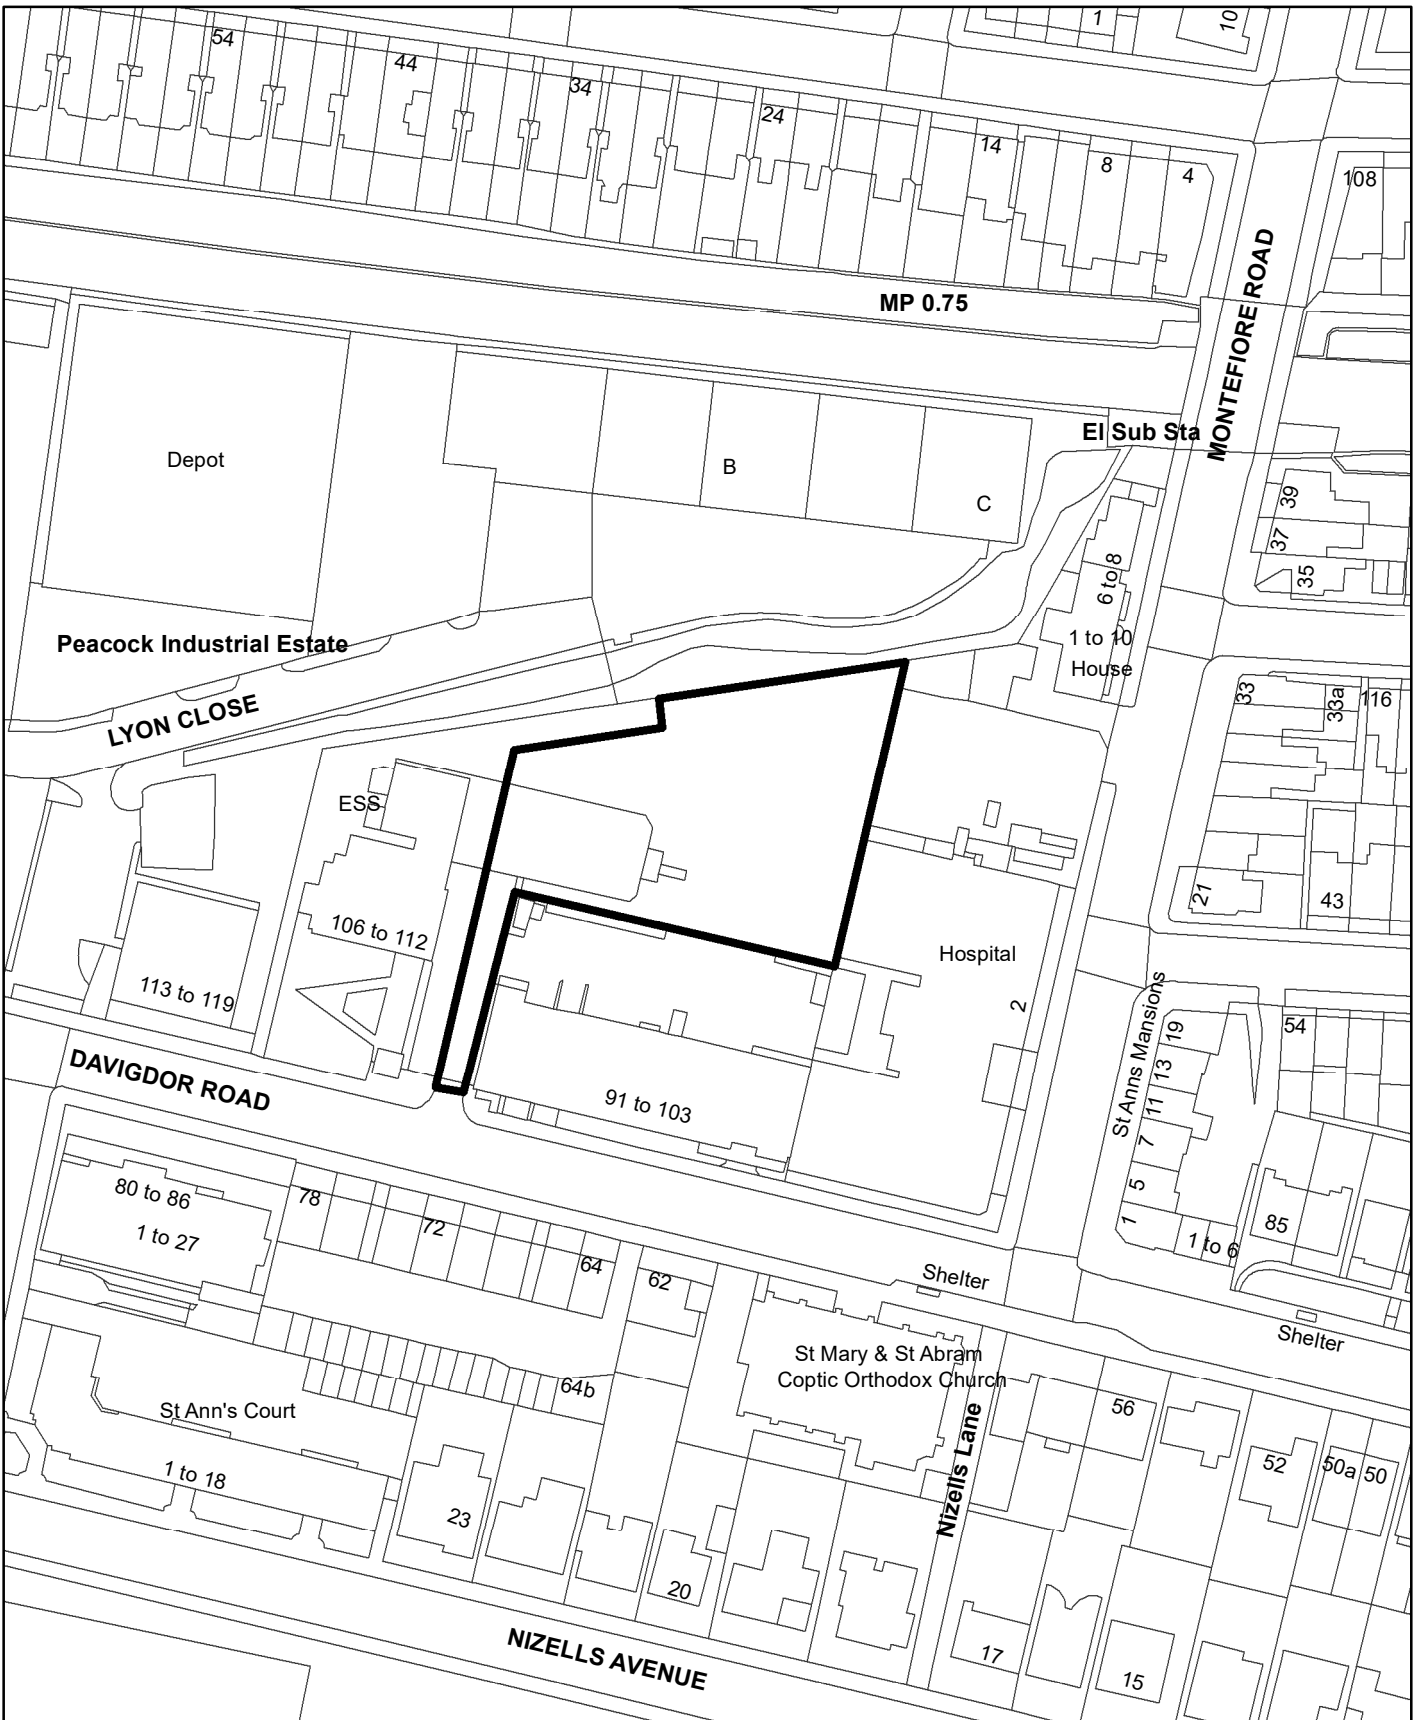 1
10
54
44
34
24
14
8
4
108
MONTEFIORE ROAD
MP 0.75
El Sub Sta
Depot
B
C
39
37
35
6 to 8
1 to 10
House
Peacock Industrial Estate
LYON CLOSE
33
33a
116
ESS
21
43
106 to 112
Hospital
113 to 119
2
St Anns Mansions
19
13
11
7
5
1
54
DAVIGDOR ROAD
91 to 103
80 to 86
1 to 27
78
72
64
62
85
1 to 6
Shelter
Shelter
St Mary & St Abram
Coptic Orthodox Church
64b
St Ann's Court
56
Nizells Lane
1 to 18
52
50a
50
23
20
NIZELLS AVENUE
17
15